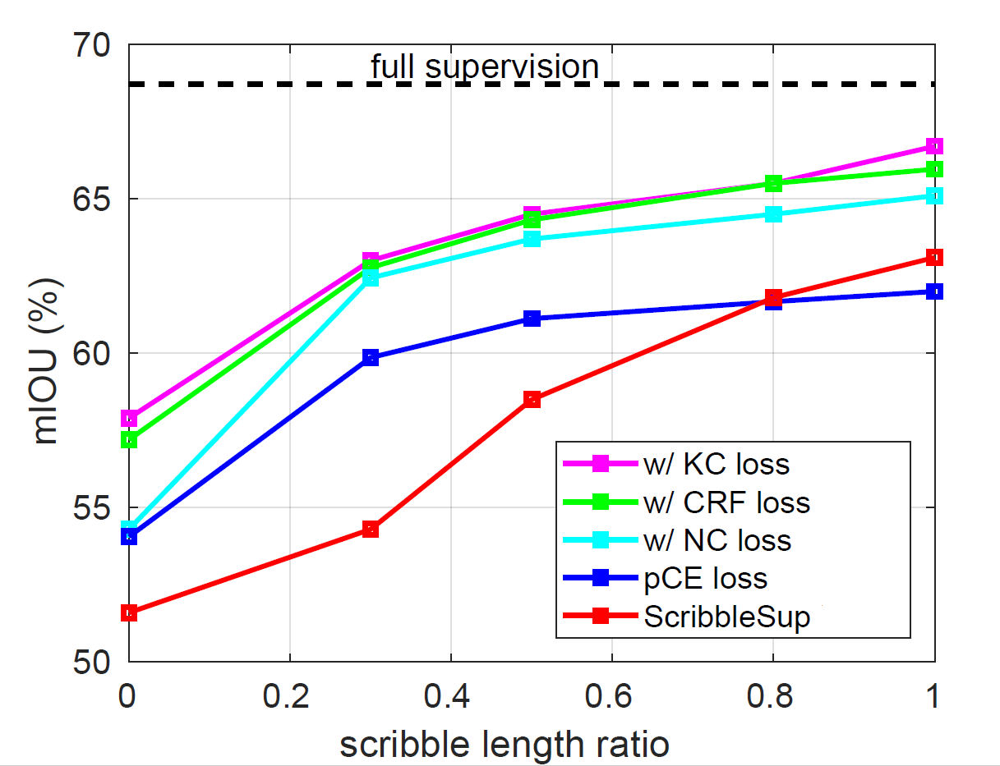 70
full supervision
65
60
55
50
mIOU (%)
w/ KC loss
w/ CRF loss
w/ NC loss
pCE loss
ScribbleSup
0 0.2 0.4 0.6 0.8 1
scribble length ratio